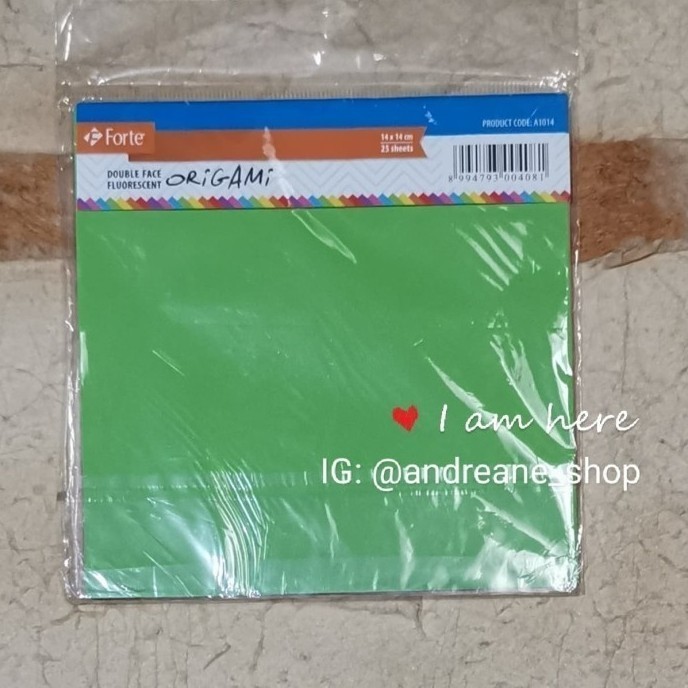 PRODUCT CODE: A1014
Forte
14 x 14 cm
25 sheets
DOUBLE FACE
FLUORESCENT
ORIGAMI
8 994793 004081
I am here
IG: @andreane_shop